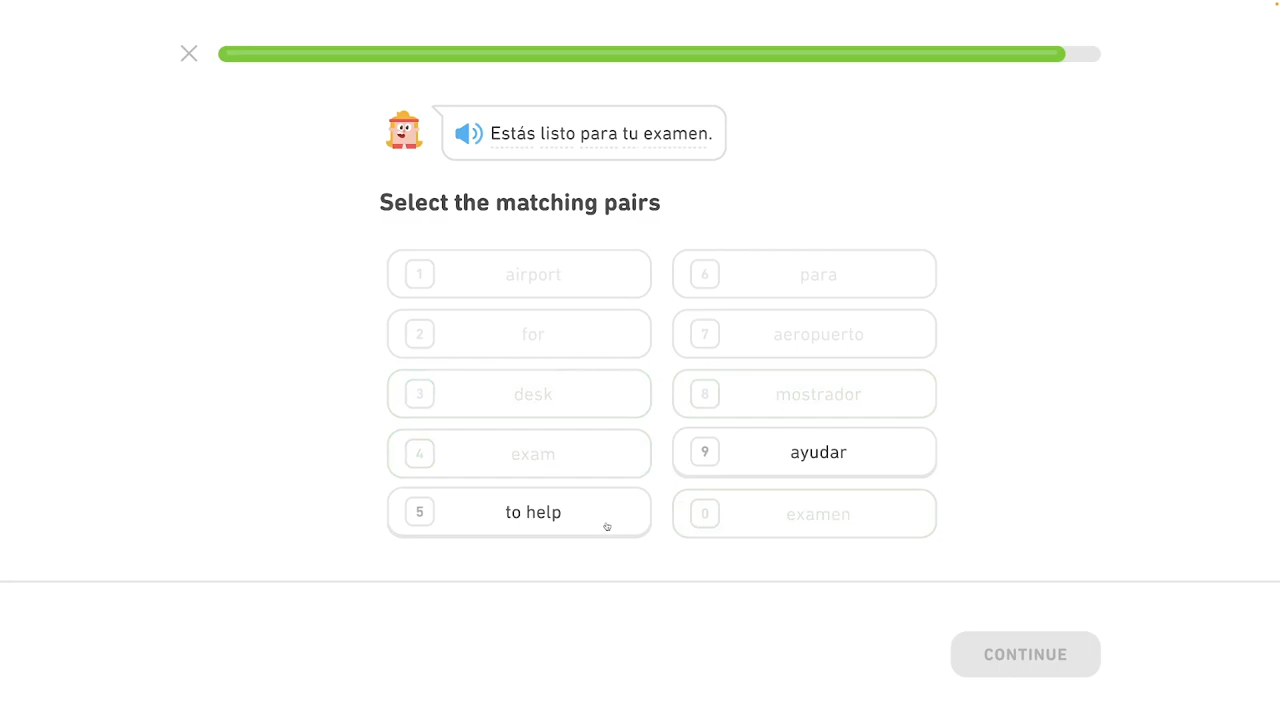 Estás listo para tu examen.
Select the matching pairs
1 airport
6 para
2 for
7 aeropuerto
3 desk
8 mostrador
4 exam
9 ayudar
5 to help
0 examen
CONTINUE